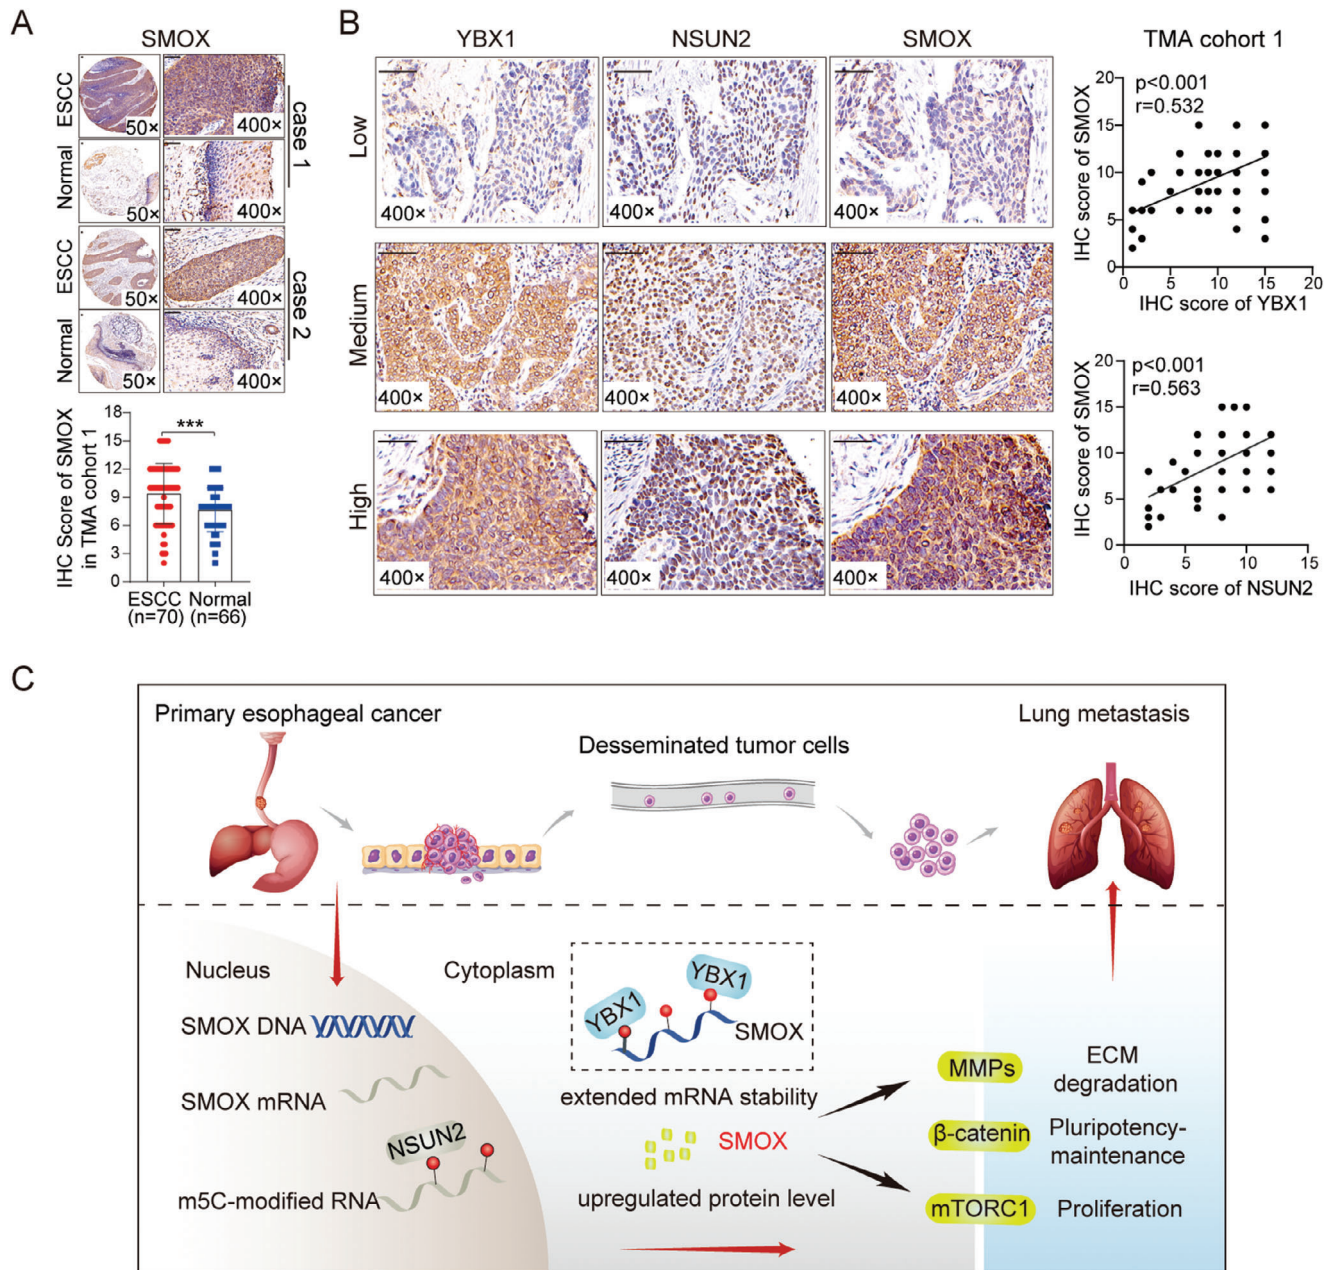 A
SMOX
ESCC
50×
400×
case 1
Normal
50×
400×
ESCC
50×
400×
case 2
Normal
50×
400×
IHC Score of SMOX
in TMA cohort 1
18
15
12
9
6
3
0
***
ESCC
(n=70)
Normal
(n=66)
B
YBX1
NSUN2
SMOX
Low
400×
400×
400×
Medium
400×
400×
400×
High
400×
400×
400×
TMA cohort 1
p<0.001
r=0.532
IHC score of SMOX
20
15
10
5
0
0
5
10
15
20
IHC score of YBX1
p<0.001
r=0.563
IHC score of SMOX
20
15
10
5
0
0
5
10
15
IHC score of NSUN2
C
Primary esophageal cancer
Desseminated tumor cells
Lung metastasis
Nucleus
Cytoplasm
SMOX DNA
SMOX mRNA
NSUN2
m5C-modified RNA
YBX1
YBX1
SMOX
extended mRNA stability
SMOX
upregulated protein level
MMPs
ECM
degradation
β-catenin
Pluripotency-
maintenance
mTORC1
Proliferation